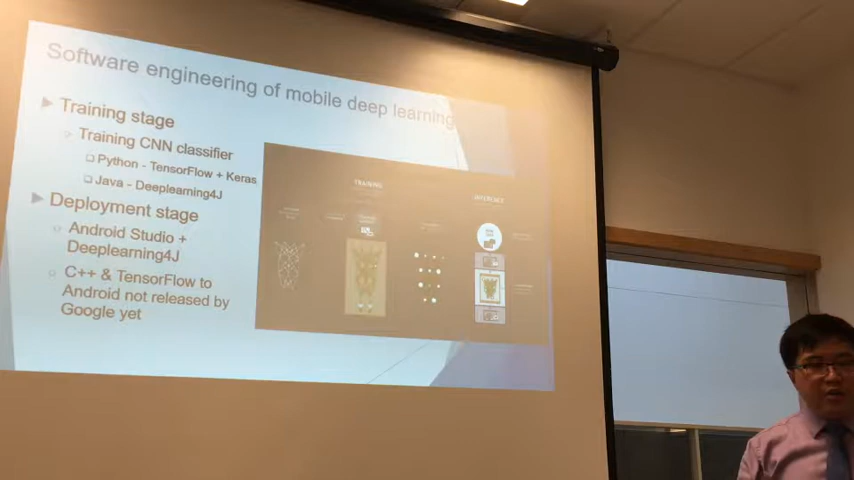 Software engineering of mobile deep learning
Training stage
Training CNN classifier
Python - TensorFlow + Keras
Java - Deeplearning4J
Deployment stage
Android Studio +
Deeplearning4J
C++ & TensorFlow to
Android not released by
Google yet
TRAINING
INFERENCE